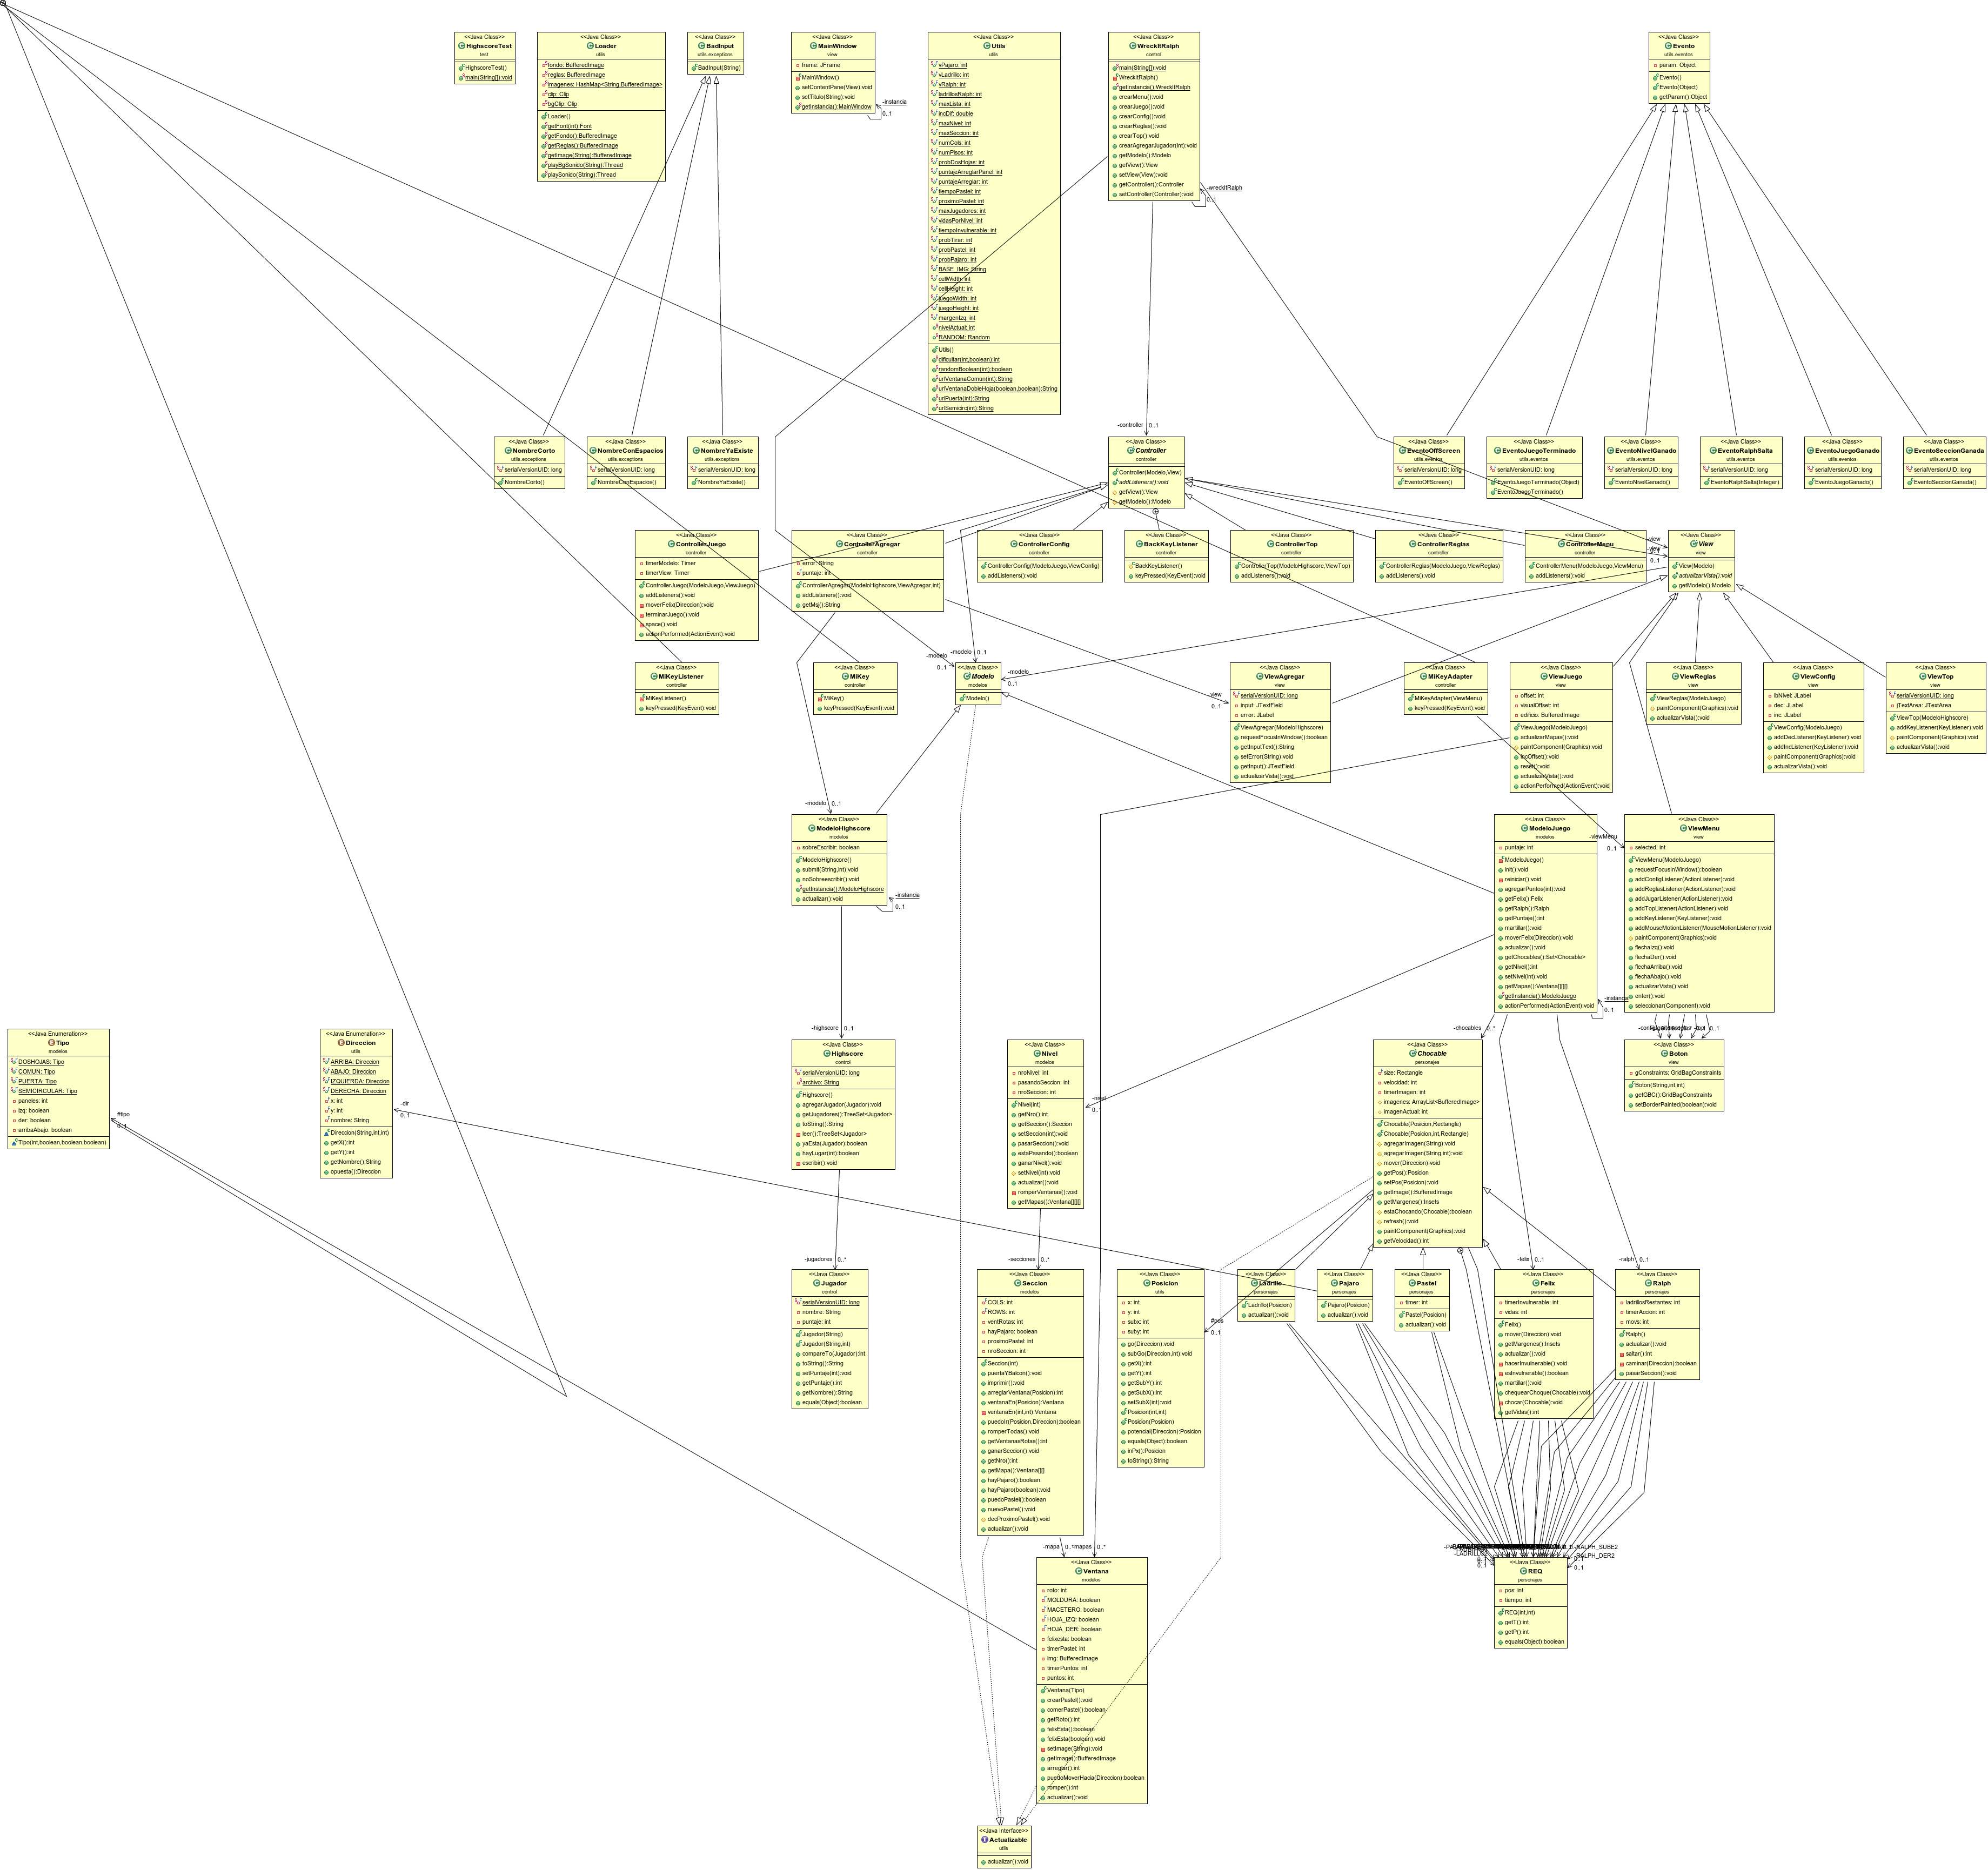 <<Java Class>>
HighscoreTest
test
HighscoreTest()
main(String[]):void
<<Java Class>>
Loader
utils
fondo: BufferedImage
reglas: BufferedImage
imagenes: HashMap<String,BufferedImage>
clip: Clip
bgClip: Clip
Loader()
getFont(int):Font
getFondo():BufferedImage
getReglas():BufferedImage
getImage(String):BufferedImage
playBgSonido(String):Thread
playSonido(String):Thread
<<Java Class>>
BadInput
utils.exceptions
BadInput(String)
<<Java Class>>
MainWindow
view
frame: JFrame
MainWindow()
setContentPane(View):void
setTitulo(String):void
getInstancia():MainWindow
-instancia
0..1
<<Java Class>>
Utils
utils
vPajaro: int
vLadrillo: int
vRalph: int
ladrillosRalph: int
maxLista: int
incDif: double
maxNivel: int
maxSeccion: int
numCols: int
numPisos: int
probDosHojas: int
puntajeArreglarPanel: int
puntajeArreglar: int
tiempoPastel: int
proximoPastel: int
maxJugadores: int
vidasPorNivel: int
tiempoInvulnerable: int
probTirar: int
probPastel: int
probPajaro: int
BASE_IMG: String
cellWidth: int
cellHeight: int
juegoWidth: int
juegoHeight: int
margenIzq: int
nivelActual: int
RANDOM: Random
Utils()
dificultar(int,boolean):int
randomBoolean(int):boolean
urlVentanaComun(int):String
urlVentanaDobleHoja(boolean,boolean):String
urlPuerta(int):String
urlSemicirc(int):String
<<Java Class>>
WreckItRalph
control
main(String[]):void
WreckItRalph()
getInstancia():WreckItRalph
crearMenu():void
crearJuego():void
crearConfig():void
crearReglas():void
crearTop():void
crearAgregarJugador(int):void
getModelo():Modelo
getView():View
setView(View):void
getController():Controller
setController(Controller):void
-wreckItRalph
0..1
<<Java Class>>
Evento
utils.eventos
param: Object
Evento()
Evento(Object)
getParam():Object
<<Java Class>>
NombreCorto
utils.exceptions
serialVersionUID: long
NombreCorto()
<<Java Class>>
NombreConEspacios
utils.exceptions
serialVersionUID: long
NombreConEspacios()
<<Java Class>>
NombreYaExiste
utils.exceptions
serialVersionUID: long
NombreYaExiste()
-controller 0..1
<<Java Class>>
Controller
controller
Controller(Modelo,View)
addListeners():void
getView():View
getModelo():Modelo
<<Java Class>>
EventoOffScreen
utils.eventos
serialVersionUID: long
EventoOffScreen()
<<Java Class>>
EventoJuegoTerminado
utils.eventos
serialVersionUID: long
EventoJuegoTerminado(Object)
EventoJuegoTerminado()
<<Java Class>>
EventoNivelGanado
utils.eventos
serialVersionUID: long
EventoNivelGanado()
<<Java Class>>
EventoRalphSalta
utils.eventos
serialVersionUID: long
EventoRalphSalta(Integer)
<<Java Class>>
EventoJuegoGanado
utils.eventos
serialVersionUID: long
EventoJuegoGanado()
<<Java Class>>
EventoSeccionGanada
utils.eventos
serialVersionUID: long
EventoSeccionGanada()
<<Java Class>>
ControllerJuego
controller
timerModelo: Timer
timerView: Timer
ControllerJuego(ModeloJuego,ViewJuego)
addListeners():void
moverFelix(Direccion):void
terminarJuego():void
space():void
actionPerformed(ActionEvent):void
<<Java Class>>
ControllerAgregar
controller
error: String
puntaje: int
ControllerAgregar(ModeloHighscore,ViewAgregar,int)
addListeners():void
getMsj():String
<<Java Class>>
ControllerConfig
controller
ControllerConfig(ModeloJuego,ViewConfig)
addListeners():void
<<Java Class>>
BackKeyListener
controller
BackKeyListener()
keyPressed(KeyEvent):void
<<Java Class>>
ControllerTop
controller
ControllerTop(ModeloHighscore,ViewTop)
addListeners():void
<<Java Class>>
ControllerReglas
controller
ControllerReglas(ModeloJuego,ViewReglas)
addListeners():void
<<Java Class>>
ControllerMenu
controller
ControllerMenu(ModeloJuego,ViewMenu)
addListeners():void
-view
0..1
<<Java Class>>
View
view
View(Modelo)
actualizarVista():void
getModelo():Modelo
<<Java Class>>
MiKeyListener
controller
MiKeyListener()
keyPressed(KeyEvent):void
<<Java Class>>
MiKey
controller
MiKey()
keyPressed(KeyEvent):void
-modelo
0..1
-modelo 0..1
<<Java Class>>
Modelo
modelos
Modelo()
-modelo
0..1
-view
0..1
<<Java Class>>
ViewAgregar
view
serialVersionUID: long
input: JTextField
error: JLabel
ViewAgregar(ModeloHighscore)
requestFocusInWindow():boolean
getInputText():String
setError(String):void
getInput():JTextField
actualizarVista():void
<<Java Class>>
MiKeyAdapter
controller
MiKeyAdapter(ViewMenu)
keyPressed(KeyEvent):void
<<Java Class>>
ViewJuego
view
offset: int
visualOffset: int
edificio: BufferedImage
ViewJuego(ModeloJuego)
actualizarMapas():void
paintComponent(Graphics):void
incOffset():void
reset():void
actualizarVista():void
actionPerformed(ActionEvent):void
<<Java Class>>
ViewReglas
view
ViewReglas(ModeloJuego)
paintComponent(Graphics):void
actualizarVista():void
<<Java Class>>
ViewConfig
view
lbNivel: JLabel
dec: JLabel
inc: JLabel
ViewConfig(ModeloJuego)
addDecListener(KeyListener):void
addIncListener(KeyListener):void
paintComponent(Graphics):void
actualizarVista():void
<<Java Class>>
ViewTop
view
serialVersionUID: long
jTextArea: JTextArea
ViewTop(ModeloHighscore)
addKeyListener(KeyListener):void
paintComponent(Graphics):void
actualizarVista():void
-modelo 0..1
<<Java Class>>
ModeloHighscore
modelos
sobreEscribir: boolean
ModeloHighscore()
submit(String,int):void
noSobreescribir():void
getInstancia():ModeloHighscore
actualizar():void
-instancia
0..1
<<Java Class>>
ModeloJuego
modelos
puntaje: int
ModeloJuego()
init():void
reiniciar():void
agregarPuntos(int):void
getFelix():Felix
getRalph():Ralph
getPuntaje():int
martillar():void
moverFelix(Direccion):void
actualizar():void
getChocables():Set<Chocable>
getNivel():int
setNivel(int):void
getMapas():Ventana[][][]
getInstancia():ModeloJuego
actionPerformed(ActionEvent):void
-instancia
0..1
-viewMenu
0..1
<<Java Class>>
ViewMenu
view
selected: int
ViewMenu(ModeloJuego)
requestFocusInWindow():boolean
addConfigListener(ActionListener):void
addReglasListener(ActionListener):void
addJugarListener(ActionListener):void
addTopListener(ActionListener):void
addKeyListener(KeyListener):void
addMouseMotionListener(MouseMotionListener):void
paintComponent(Graphics):void
flechaIzq():void
flechaDer():void
flechaArriba():void
flechaAbajo():void
actualizarVista():void
enter():void
seleccionar(Component):void
<<Java Enumeration>>
Tipo
modelos
DOSHOJAS: Tipo
COMUN: Tipo
PUERTA: Tipo
SEMICIRCULAR: Tipo
paneles: int
izq: boolean
der: boolean
arribaAbajo: boolean
Tipo(int,boolean,boolean,boolean)
#tipo
0..1
<<Java Enumeration>>
Direccion
utils
ARRIBA: Direccion
ABAJO: Direccion
IZQUIERDA: Direccion
DERECHA: Direccion
x: int
y: int
nombre: String
Direccion(String,int,int)
getX():int
getY():int
getNombre():String
opuesta():Direccion
-dir
0..1
-highscore 0..1
<<Java Class>>
Highscore
control
serialVersionUID: long
archivo: String
Highscore()
agregarJugador(Jugador):void
getJugadores():TreeSet<Jugador>
toString():String
leer():TreeSet<Jugador>
yaEsta(Jugador):boolean
hayLugar(int):boolean
escribir():void
<<Java Class>>
Nivel
modelos
nroNivel: int
pasandoSeccion: int
nroSeccion: int
Nivel(int)
getNro():int
getSeccion():Seccion
setSeccion(int):void
pasarSeccion():void
estaPasando():boolean
ganarNivel():void
setNivel(int):void
actualizar():void
romperVentanas():void
getMapas():Ventana[][][]
-nivel
0..1
-chocables 0..*
<<Java Class>>
Chocable
personajes
size: Rectangle
velocidad: int
timerImagen: int
imagenes: ArrayList<BufferedImage>
imagenActual: int
Chocable(Posicion,Rectangle)
Chocable(Posicion,int,Rectangle)
agregarImagen(String):void
agregarImagen(String,int):void
mover(Direccion):void
getPos():Posicion
setPos(Posicion):void
getImage():BufferedImage
getMargenes():Insets
estaChocando(Chocable):boolean
refresh():void
paintComponent(Graphics):void
getVelocidad():int
0..1
<<Java Class>>
Boton
view
gConstraints: GridBagConstraints
Boton(String,int,int)
getGBC():GridBagConstraints
setBorderPainted(boolean):void
-jugadores 0..*
<<Java Class>>
Jugador
control
serialVersionUID: long
nombre: String
puntaje: int
Jugador(String)
Jugador(String,int)
compareTo(Jugador):int
toString():String
setPuntaje(int):void
getPuntaje():int
getNombre():String
equals(Object):boolean
-secciones 0..*
<<Java Class>>
Seccion
modelos
COLS: int
ROWS: int
ventRotas: int
hayPajaro: boolean
proximoPastel: int
nroSeccion: int
Seccion(int)
puertaYBalcon():void
imprimir():void
arreglarVentana(Posicion):int
ventanaEn(Posicion):Ventana
ventanaEn(int,int):Ventana
puedoIr(Posicion,Direccion):boolean
romperTodas():void
getVentanasRotas():int
ganarSeccion():void
getNro():int
getMapa():Ventana[][]
hayPajaro():boolean
hayPajaro(boolean):void
puedoPastel():boolean
nuevoPastel():void
decProximoPastel():void
actualizar():void
<<Java Class>>
Posicion
utils
x: int
y: int
subx: int
suby: int
go(Direccion):void
subGo(Direccion,int):void
getX():int
getY():int
getSubY():int
getSubX():int
setSubX(int):void
Posicion(int,int)
Posicion(Posicion)
potencial(Direccion):Posicion
equals(Object):boolean
inPx():Posicion
toString():String
#pos
0..1
<<Java Class>>
Ladrillo
personajes
Ladrillo(Posicion)
actualizar():void
<<Java Class>>
Pajaro
personajes
Pajaro(Posicion)
actualizar():void
<<Java Class>>
Pastel
personajes
timer: int
Pastel(Posicion)
actualizar():void
-felix 0..1
<<Java Class>>
Felix
personajes
timerInvulnerable: int
vidas: int
Felix()
mover(Direccion):void
getMargenes():Insets
actualizar():void
hacerInvulnerable():void
esInvulnerable():boolean
martillar():void
chequearChoque(Chocable):void
chocar(Chocable):void
getVidas():int
-ralph 0..1
<<Java Class>>
Ralph
personajes
ladrillosRestantes: int
timerAccion: int
movs: int
Ralph()
actualizar():void
saltar():int
caminar(Direccion):boolean
pasarSeccion():void
-mapa 0..*
-mapas 0..*
<<Java Class>>
Ventana
modelos
roto: int
MOLDURA: boolean
MACETERO: boolean
HOJA_IZQ: boolean
HOJA_DER: boolean
felixesta: boolean
timerPastel: int
img: BufferedImage
timerPuntos: int
puntos: int
Ventana(Tipo)
crearPastel():void
comerPastel():boolean
getRoto():int
felixEsta():boolean
felixEsta(boolean):void
setImage(String):void
getImage():BufferedImage
arreglar():int
puedoMoverHacia(Direccion):boolean
romper():int
actualizar():void
-RALPH_DER2
0..1
<<Java Class>>
REQ
personajes
pos: int
tiempo: int
REQ(int,int)
getT():int
getP():int
equals(Object):boolean
<<Java Interface>>
Actualizable
utils
actualizar():void